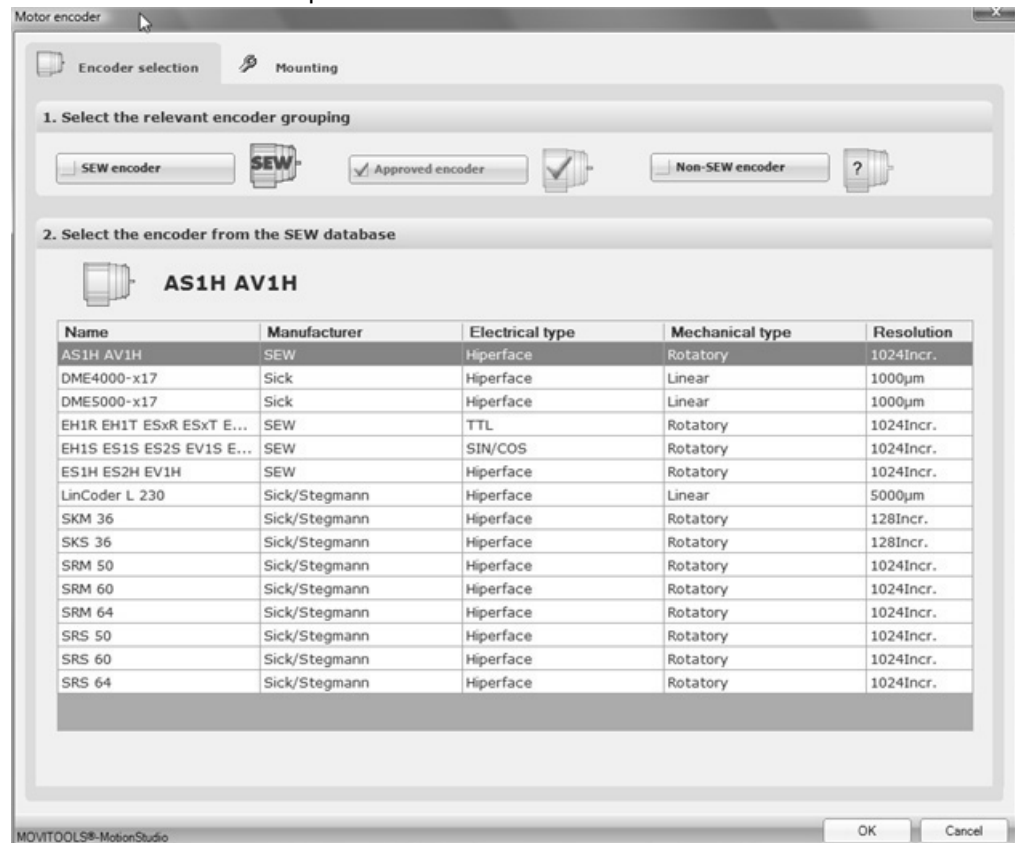 Motor encoder
Encoder selection Mounting
1. Select the relevant encoder grouping
SEW encoder SEW Approved encoder Non-SEW encoder ?
2. Select the encoder from the SEW database
AS1H AV1H
Name Manufacturer Electrical type Mechanical type Resolution
AS1H AV1H SEW Hiperface Rotatory 1024Incr.
DME4000-x17 Sick Hiperface Linear 1000µm
DME5000-x17 Sick Hiperface Linear 1000µm
EH1R EH1T ESxR ESxT E... SEW TTL Rotatory 1024Incr.
EH1S ES1S ES2S EV1S E... SEW SIN/COS Rotatory 1024Incr.
ES1H ES2H EV1H SEW Hiperface Rotatory 1024Incr.
LinCoder L 230 Sick/Stegmann Hiperface Linear 5000µm
SKM 36 Sick/Stegmann Hiperface Rotatory 128Incr.
SKS 36 Sick/Stegmann Hiperface Rotatory 128Incr.
SRM 50 Sick/Stegmann Hiperface Rotatory 1024Incr.
SRM 60 Sick/Stegmann Hiperface Rotatory 1024Incr.
SRM 64 Sick/Stegmann Hiperface Rotatory 1024Incr.
SRS 50 Sick/Stegmann Hiperface Rotatory 1024Incr.
SRS 60 Sick/Stegmann Hiperface Rotatory 1024Incr.
SRS 64 Sick/Stegmann Hiperface Rotatory 1024Incr.
OK Cancel
MOVITOOLS®-MotionStudio